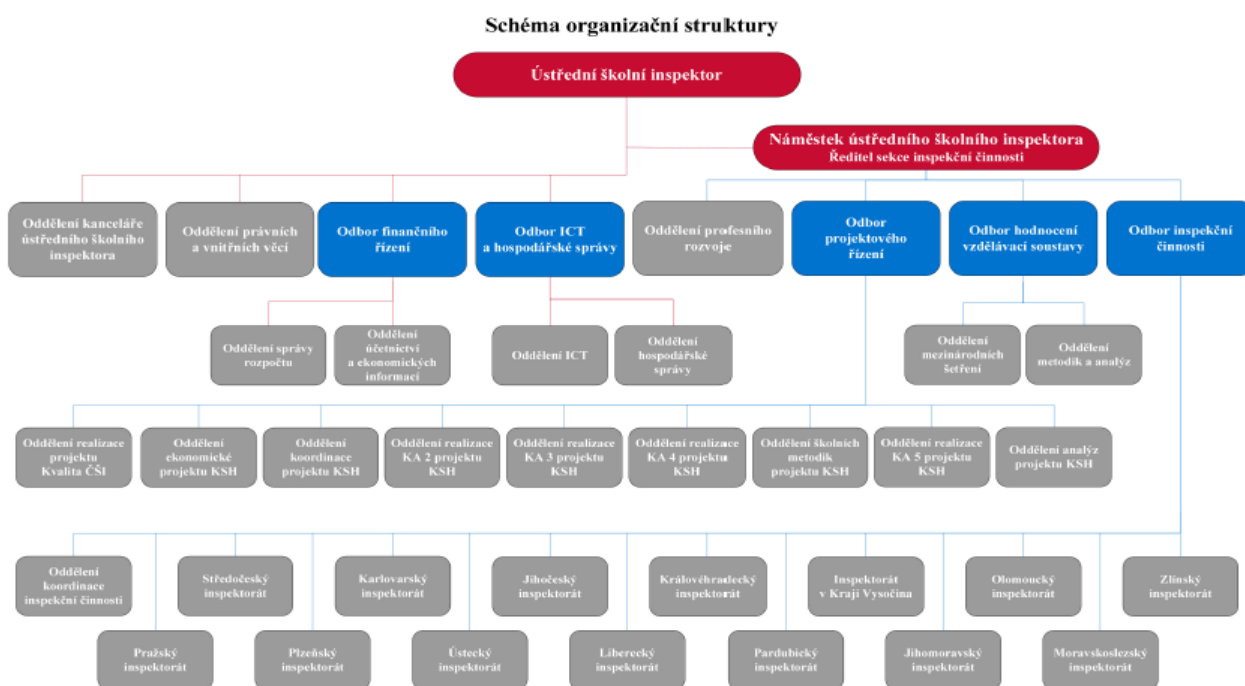 Schéma organizační struktury
Ústřední školní inspektor
Náměstek ústředního školního inspektora
Ředitel sekce inspekční činnosti
Oddělení kanceláře
ústředního školního
inspektora
Oddělení právních
a vnitřních věcí
Odbor finančního
řízení
Odbor ICT
a hospodářské správy
Oddělení profesního
rozvoje
Odbor
projektového
řízení
Odbor hodnocení
vzdělávací soustavy
Odbor inspekční
činnosti
Oddělení správy
rozpočtu
Oddělení
účetnictví
a ekonomických
informací
Oddělení ICT
Oddělení
hospodářské
správy
Oddělení
mezinárodních
šetření
Oddělení
metodik a analýz
Oddělení realizace
projektu
Kvalita ČŠI
Oddělení
ekonomické
projektu KSH
Oddělení
koordinace
projektu KSH
Oddělení realizace
KA 2 projektu
KSH
Oddělení realizace
KA 3 projektu
KSH
Oddělení realizace
KA 4 projektu
KSH
Oddělení školních
metodik
projektu KSH
Oddělení realizace
KA 5 projektu
KSH
Oddělení analýz
projektu KSH
Oddělení
koordinace
inspekční činnosti
Středočeský
inspektorát
Karlovarský
inspektorát
Jihočeský
inspektorát
Královéhradecký
inspektorát
Inspektorát
v Kraji Vysočina
Olomoucký
inspektorát
Zlínský
inspektorát
Pražský
inspektorát
Plzeňský
inspektorát
Ústecký
inspektorát
Liberecký
inspektorát
Pardubický
inspektorát
Jihomoravský
inspektorát
Moravskoslezský
inspektorát